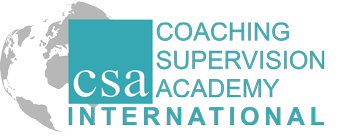 COACHING
SUPERVISION
csa ACADEMY
INTERNATIONAL